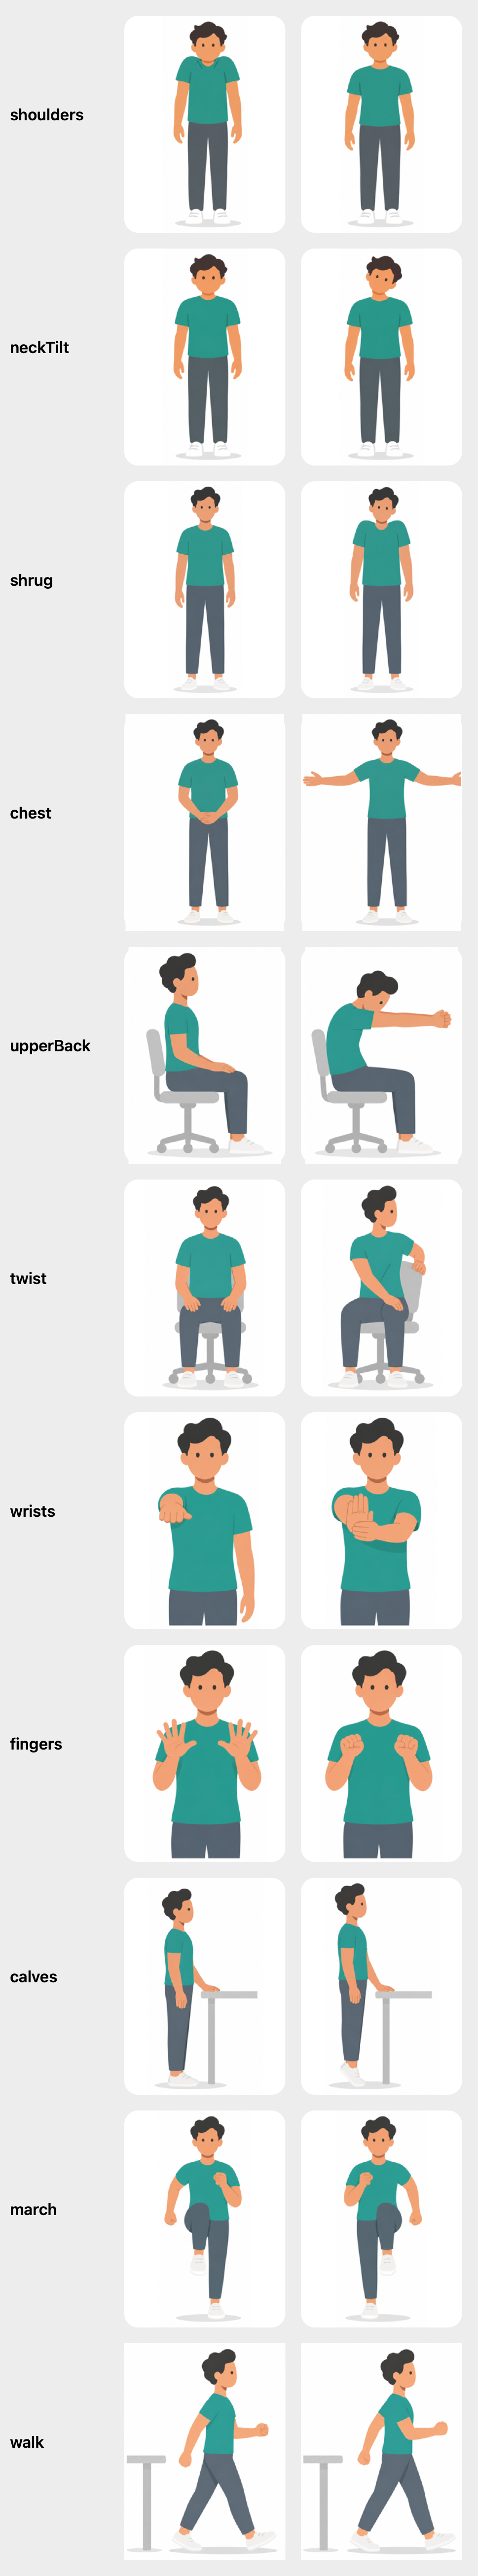 shoulders
neckTilt
shrug
chest
upperBack
twist
wrists
fingers
calves
march
walk